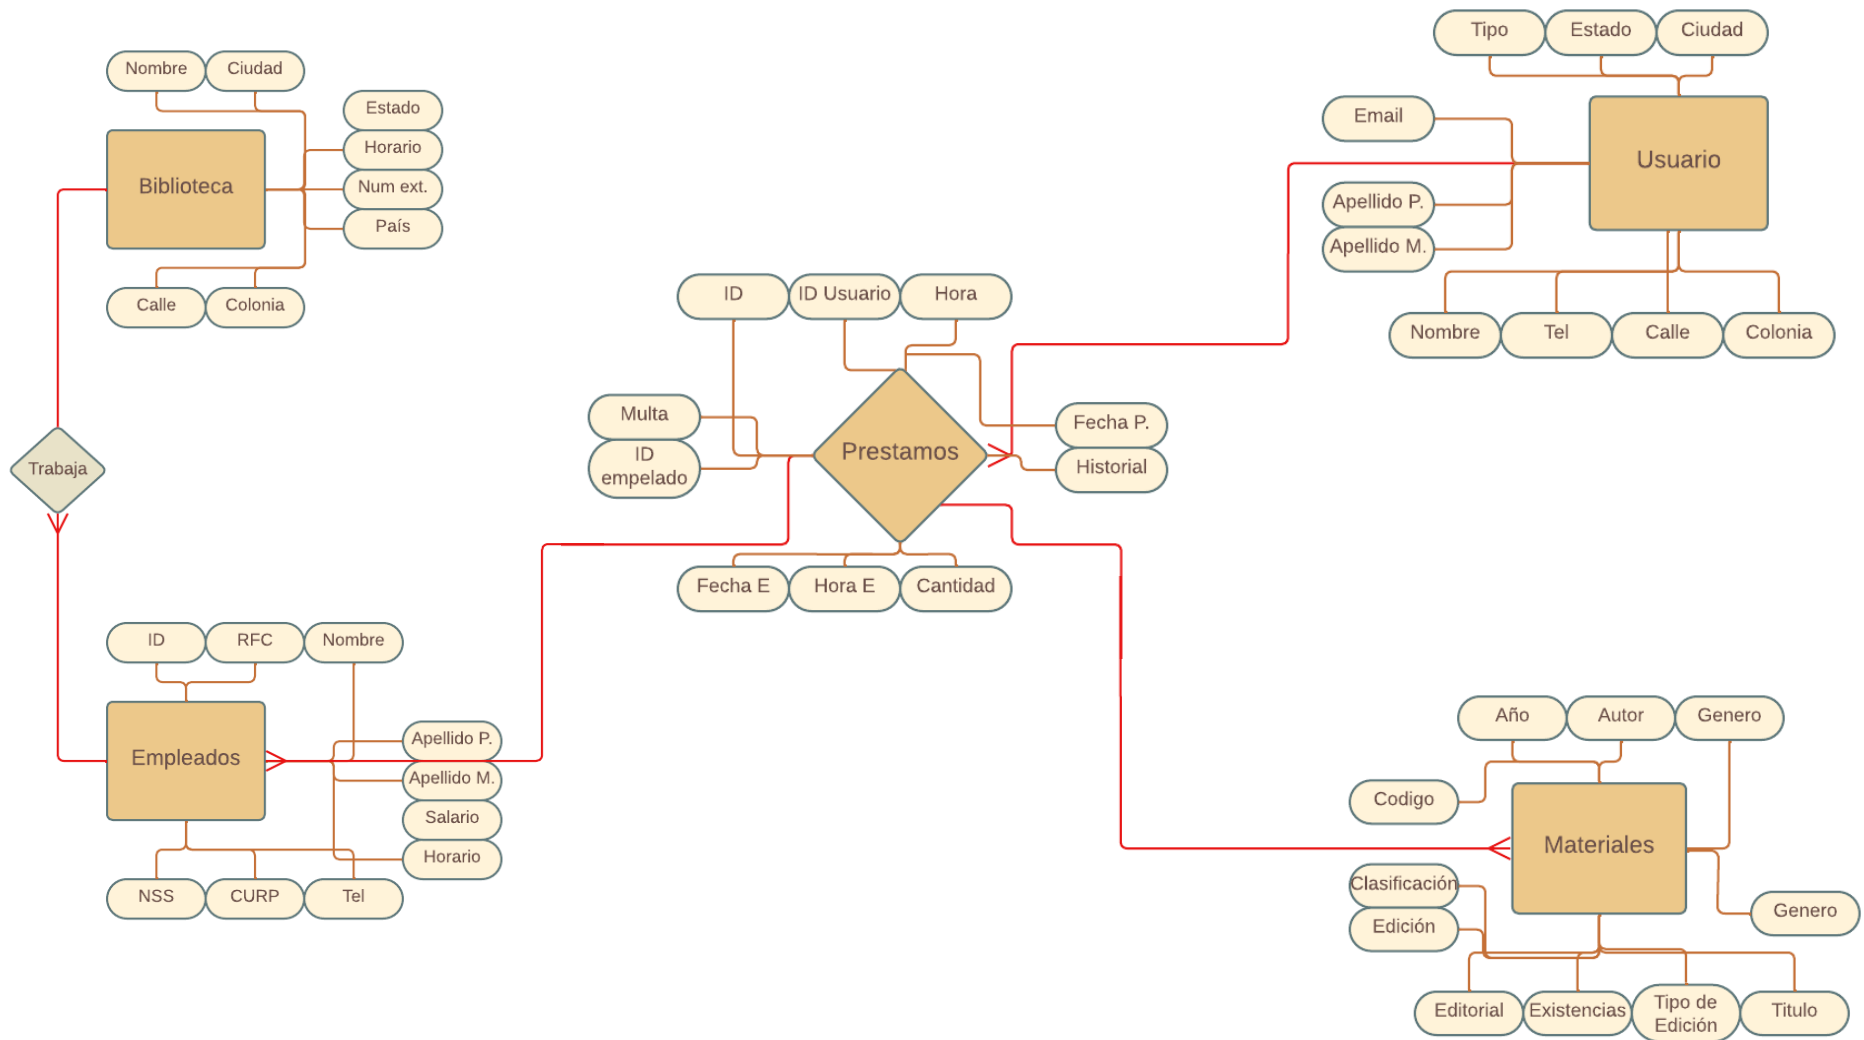 Nombre
Ciudad
Estado
Horario
Num ext.
País
Biblioteca
Calle
Colonia
Trabaja
ID
RFC
Nombre
Empleados
Apellido P.
Apellido M.
Salario
Horario
NSS
CURP
Tel
ID
ID Usuario
Hora
Multa
ID
empelado
Prestamos
Fecha P.
Historial
Fecha E
Hora E
Cantidad
Tipo
Estado
Ciudad
Email
Usuario
Apellido P.
Apellido M.
Nombre
Tel
Calle
Colonia
Año
Autor
Genero
Codigo
Materiales
Clasificación
Edición
Genero
Editorial
Existencias
Tipo de
Edición
Titulo